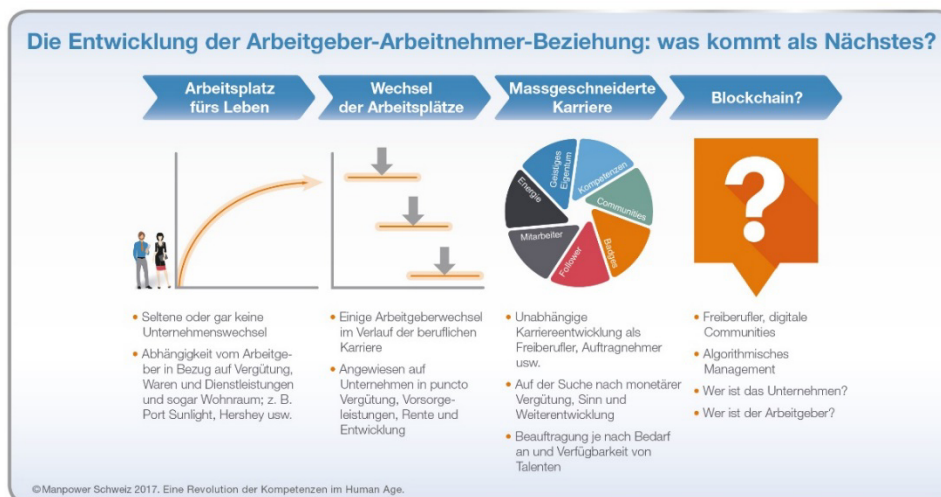 Die Entwicklung der Arbeitgeber-Arbeitnehmer-Beziehung: was kommt als Nächstes?
Arbeitsplatz
fürs Leben
Wechsel
der Arbeitsplätze
Massgeschneiderte
Karriere
Blockchain?
Geistiges
Eigentum
Kompetenzen
Communities
Badges
Follower
Mitarbeiter
Energie
?
• Seltene oder gar keine
Unternehmenswechsel
• Abhängigkeit vom Arbeitge-
ber in Bezug auf Vergütung,
Waren und Dienstleistungen
und sogar Wohnraum; z. B.
Port Sunlight, Hershey usw.
• Einige Arbeitgeberwechsel
im Verlauf der beruflichen
Karriere
• Angewiesen auf
Unternehmen in puncto
Vergütung, Vorsorge-
leistungen, Rente und
Entwicklung
• Unabhängige
Karriereentwicklung als
Freiberufler, Auftragnehmer
usw.
• Auf der Suche nach monetärer
Vergütung, Sinn und
Weiterentwicklung
• Beauftragung je nach Bedarf
an und Verfügbarkeit von
Talenten
• Freiberufler, digitale
Communities
• Algorithmisches
Management
• Wer ist das Unternehmen?
• Wer ist der Arbeitgeber?
©Manpower Schweiz 2017. Eine Revolution der Kompetenzen im Human Age.